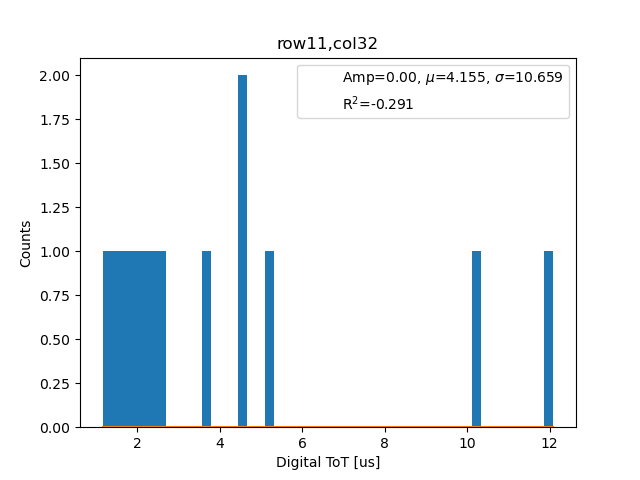 row11,col32
Amp=0.00, μ=4.155, σ=10.659
R²=-0.291
2.00
1.75
1.50
1.25
1.00
0.75
0.50
0.25
0.00
Counts
2 4 6 8 10 12
Digital ToT [us]